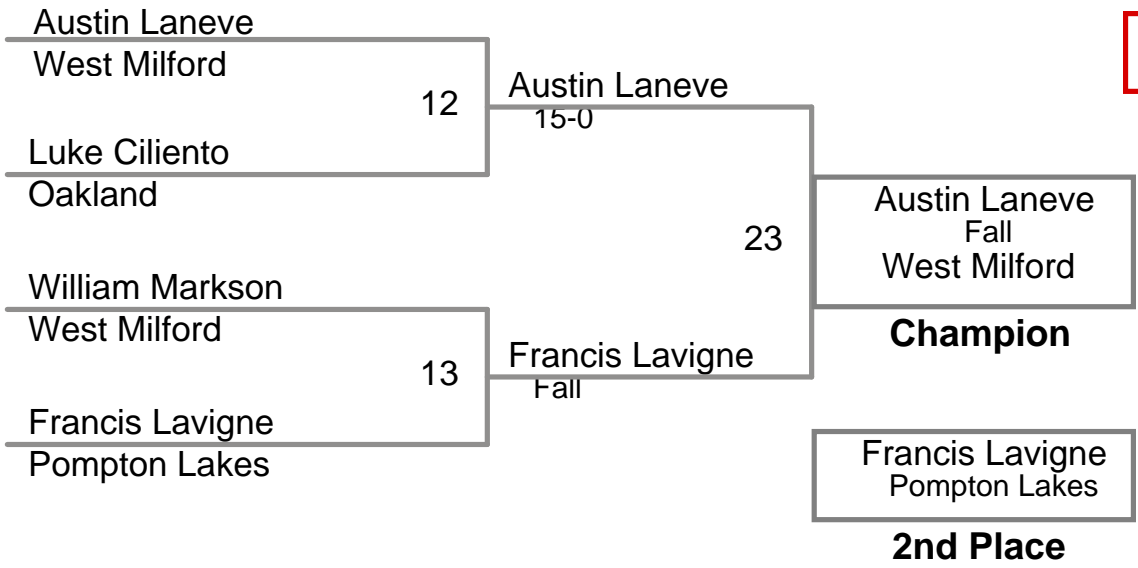 Austin Laneve
West Milford
12
Austin Laneve
15-0
Luke Ciliento
Oakland
23
Austin Laneve
Fall
West Milford
Champion
William Markson
West Milford
13
Francis Lavigne
Fall
Francis Lavigne
Pompton Lakes
Francis Lavigne
Pompton Lakes
2nd Place